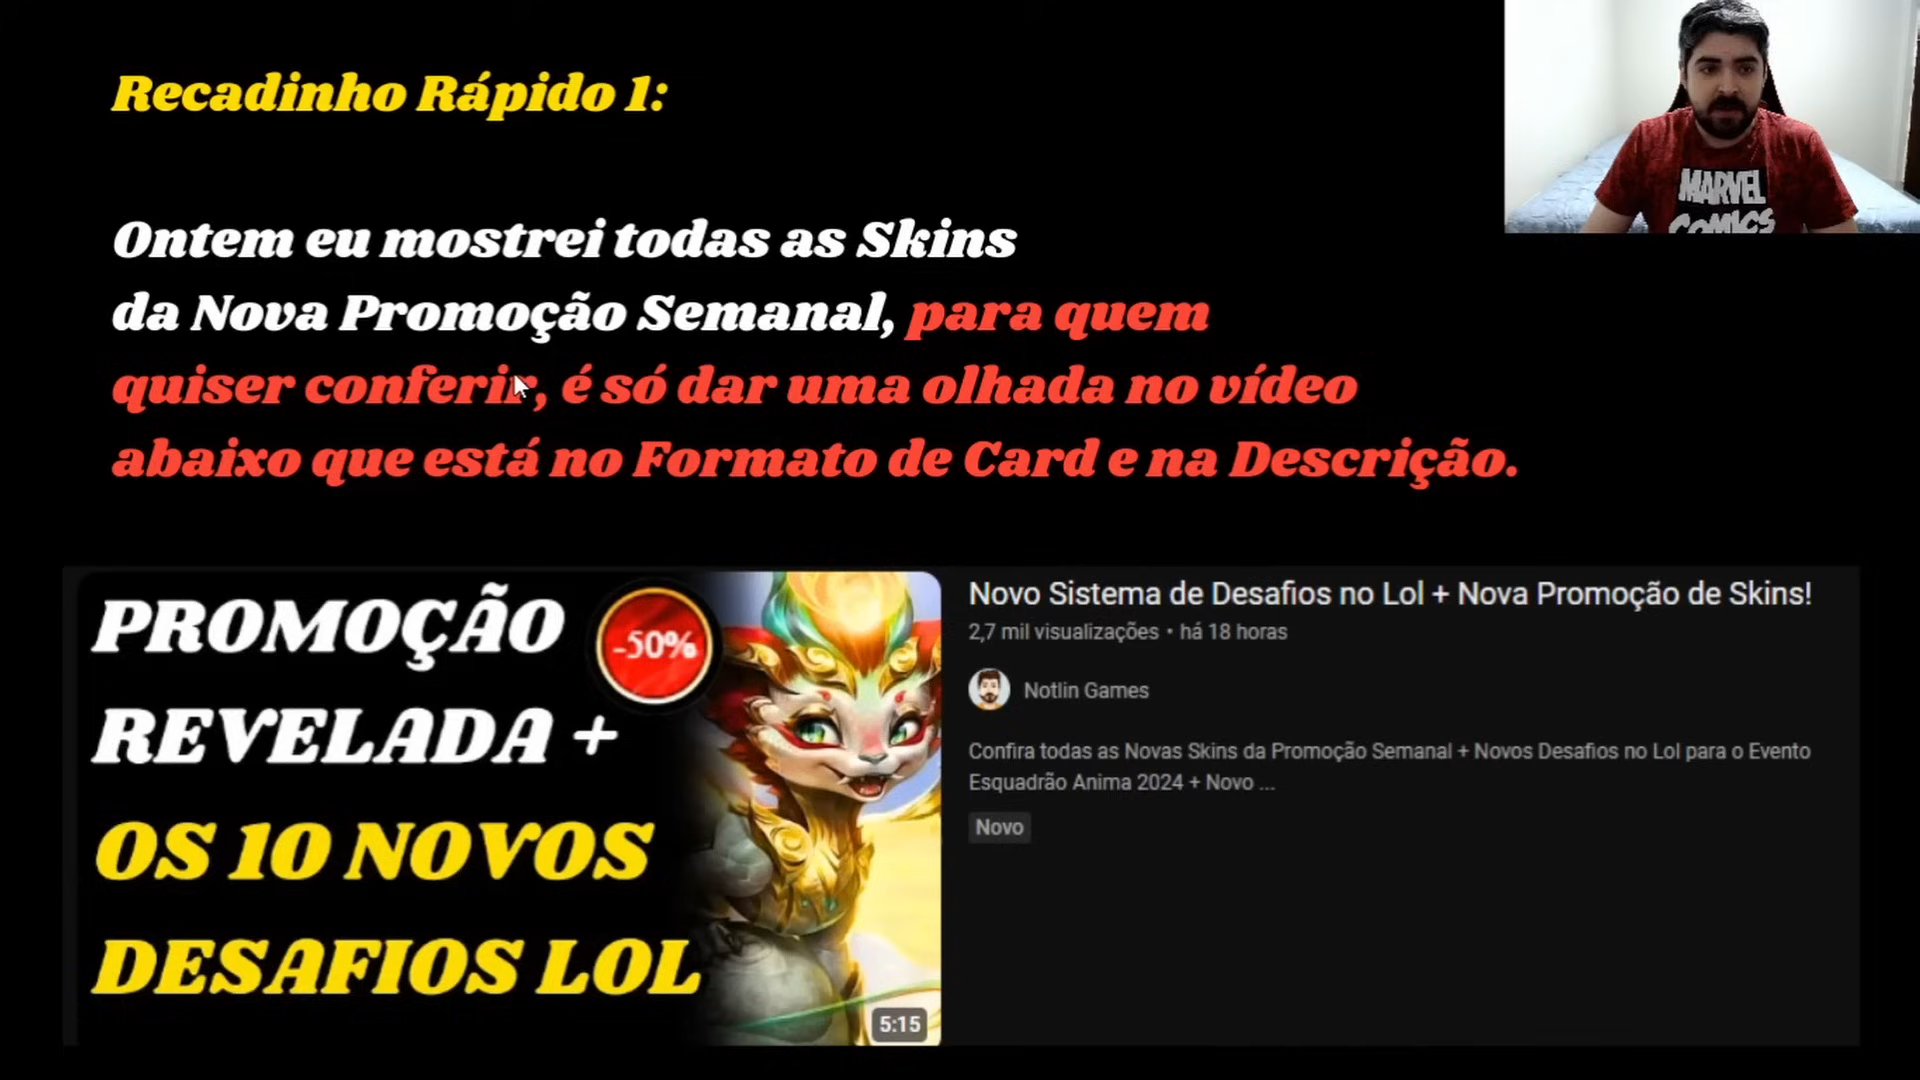 Recadinho Rápido 1:
MARVEL
COMICS
Ontem eu mostrei todas as Skins
da Nova Promoção Semanal, para quem
quiser conferir, é só dar uma olhada no vídeo
abaixo que está no Formato de Card e na Descrição.
PROMOÇÃO
-50%
REVELADA +
OS 10 NOVOS
DESAFIOS LOL
5:15
Novo Sistema de Desafios no Lol + Nova Promoção de Skins!
2,7 mil visualizações • há 18 horas
Notlin Games
Confira todas as Novas Skins da Promoção Semanal + Novos Desafios no Lol para o Evento
Esquadrão Anima 2024 + Novo ...
Novo